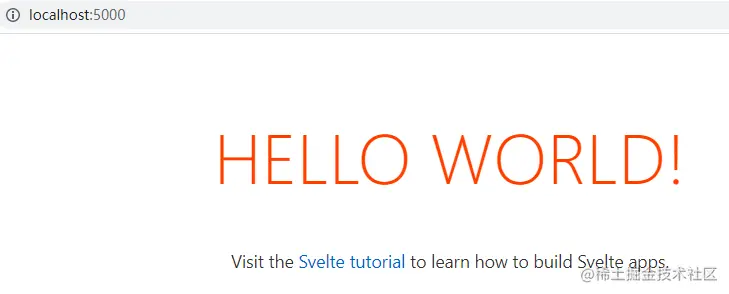 localhost:5000
HELLO WORLD!
Visit the Svelte tutorial to learn how to build Svelte apps.
@稀土掘金技术社区